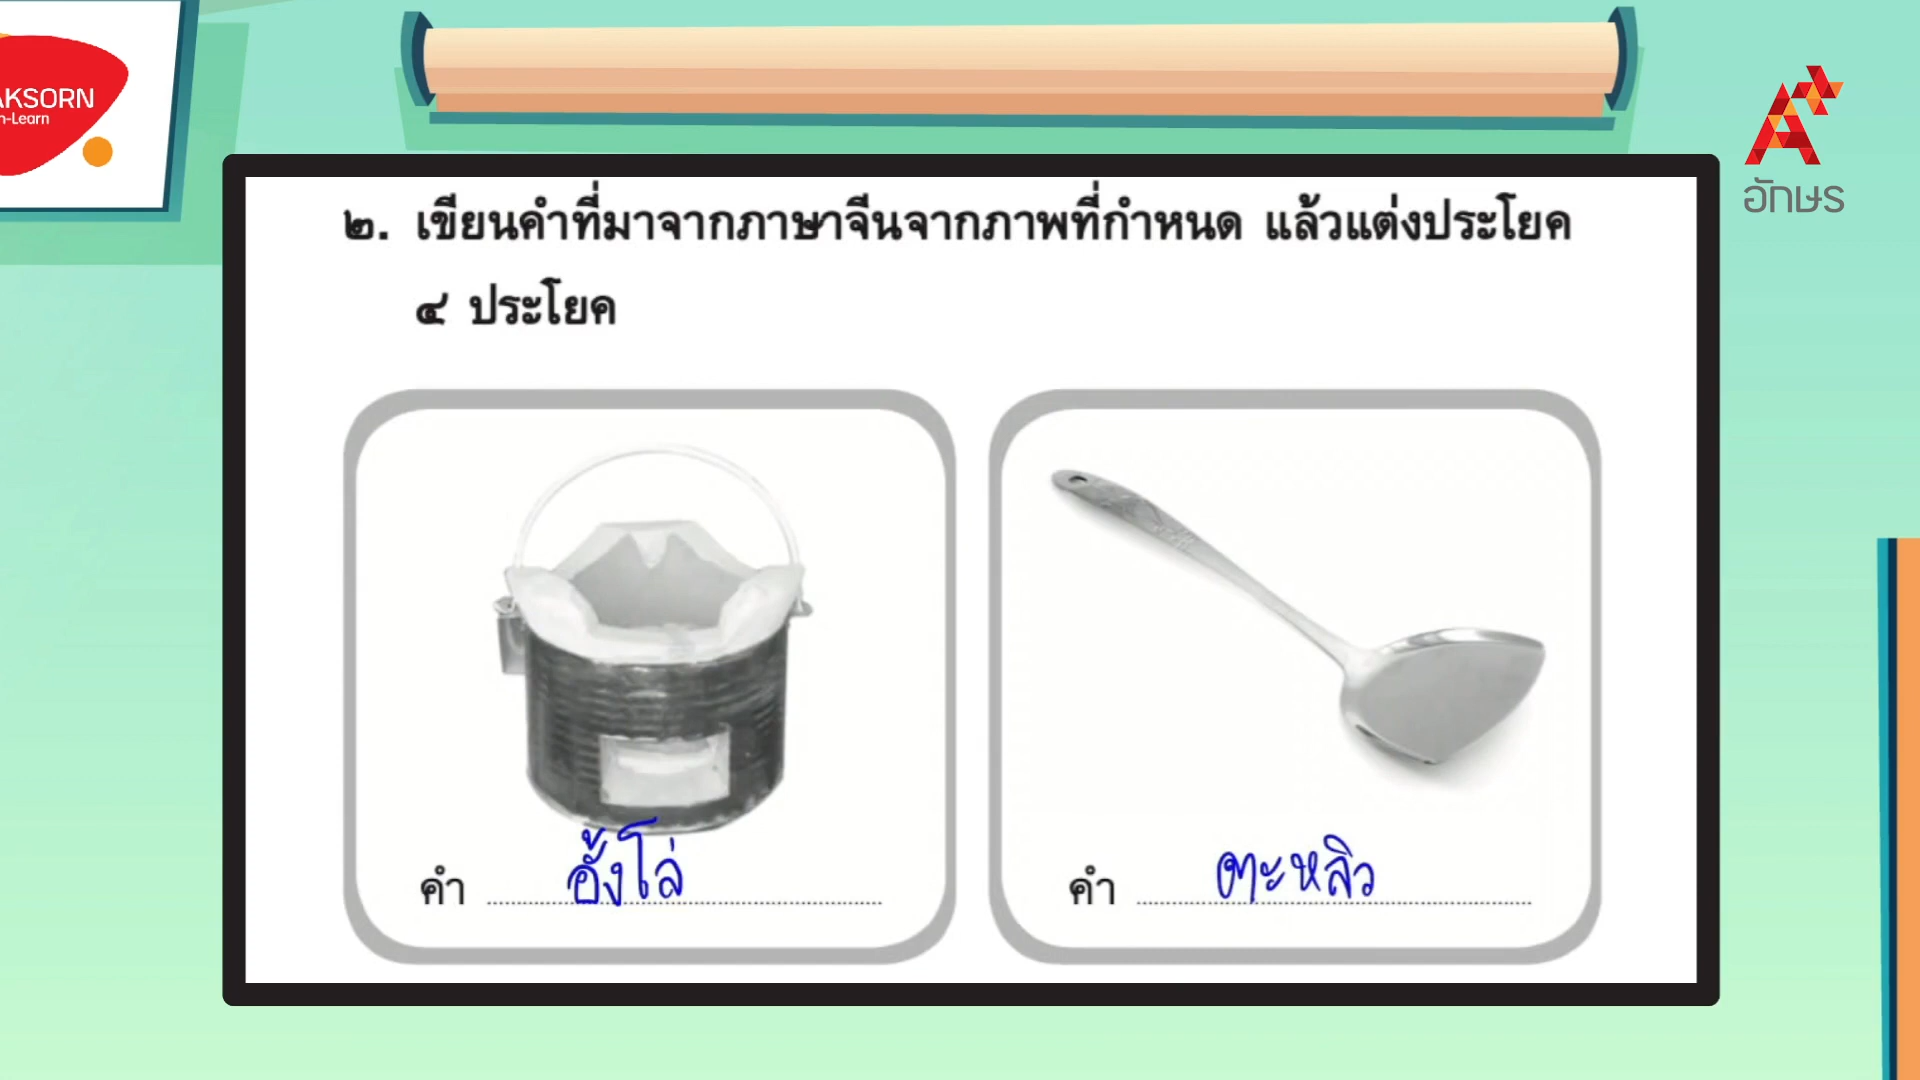 AKSORN
n-Learn
อักษร
๒. เขียนคำที่มาจากภาษาจีนจากภาพที่กำหนด แล้วแต่งประโยค
๔ ประโยค
คำ อั้งโล่
คำ ตะหลิว